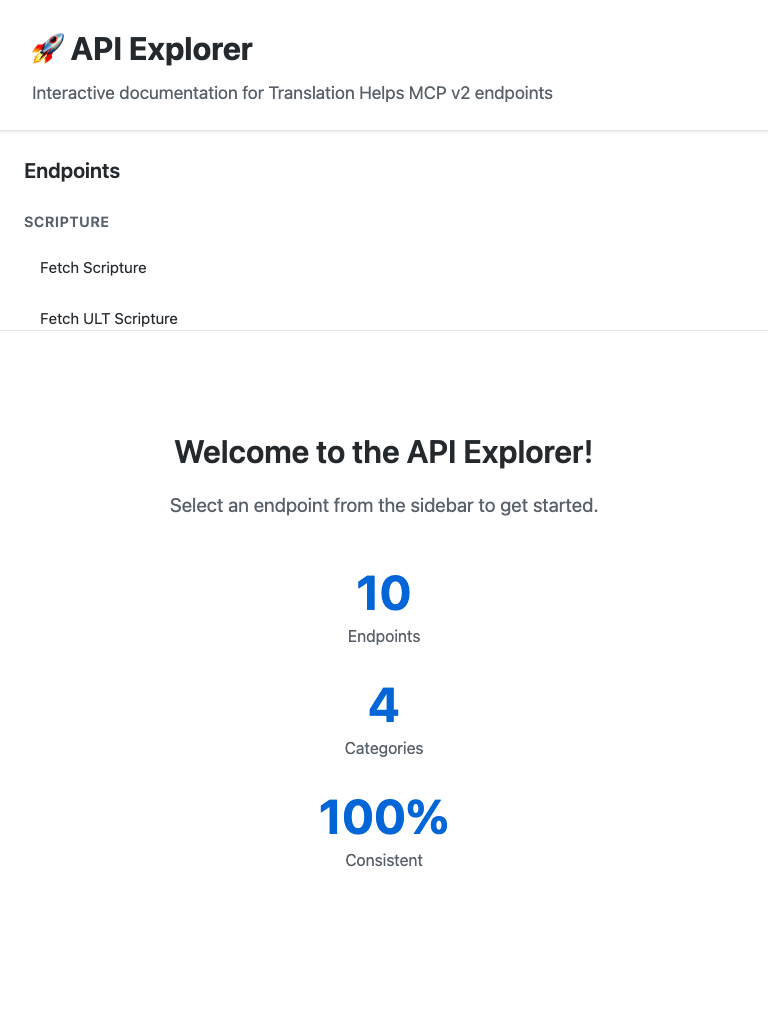 🚀 API Explorer
Interactive documentation for Translation Helps MCP v2 endpoints
Endpoints
SCRIPTURE
Fetch Scripture
Fetch ULT Scripture
Welcome to the API Explorer!
Select an endpoint from the sidebar to get started.
10
Endpoints
4
Categories
100%
Consistent